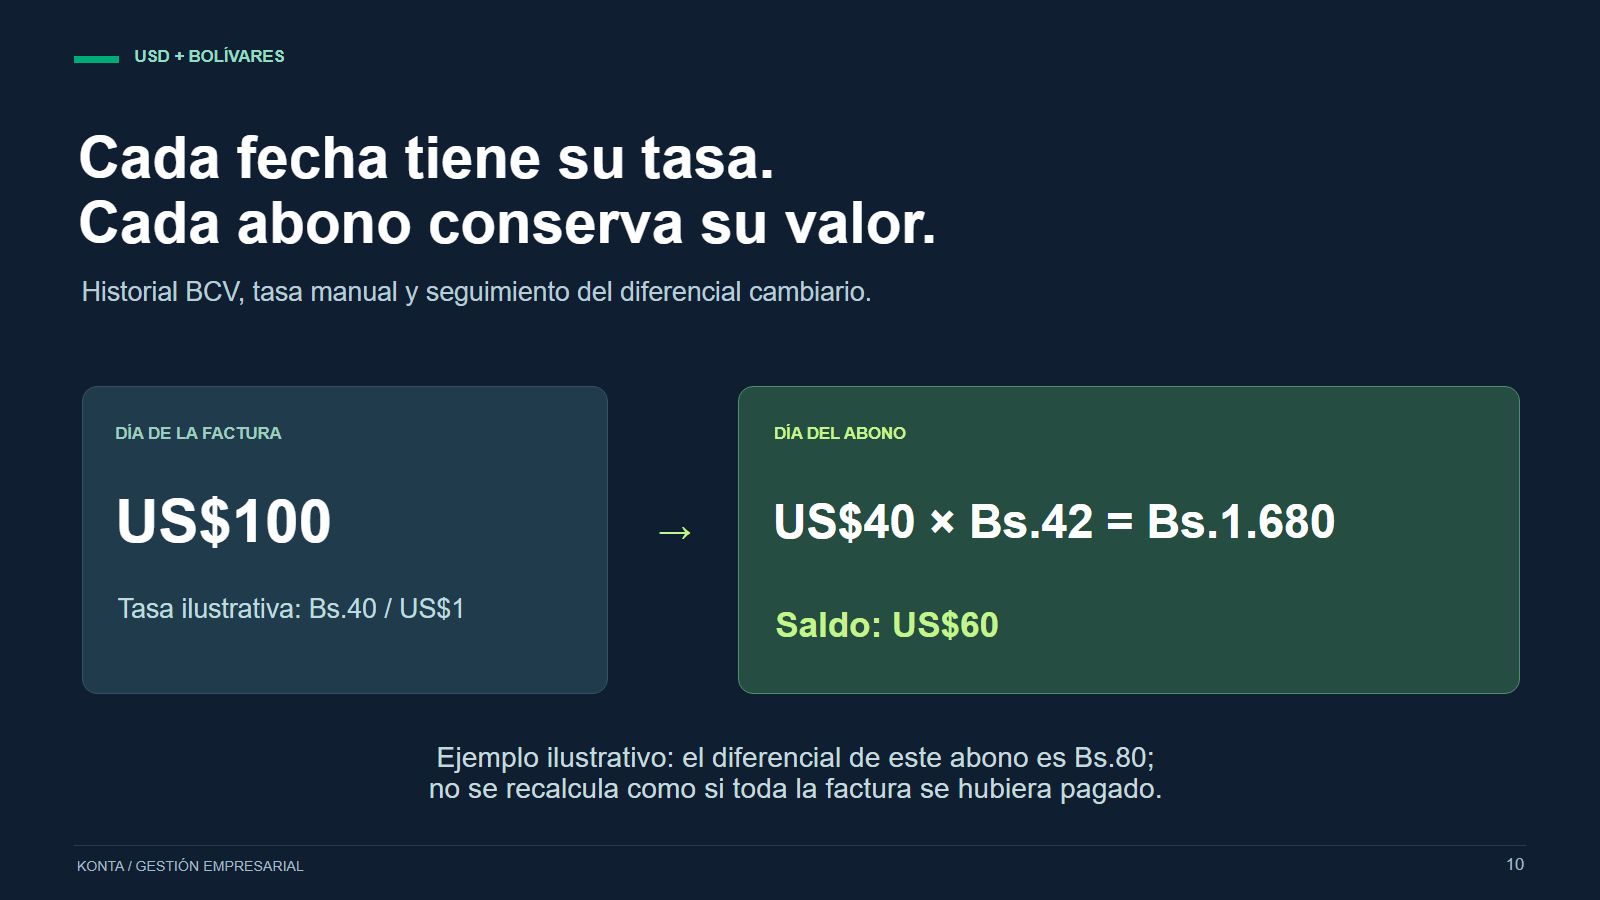 USD + BOLÍVARES
Cada fecha tiene su tasa.
Cada abono conserva su valor.
Historial BCV, tasa manual y seguimiento del diferencial cambiario.
DÍA DE LA FACTURA
US$100
Tasa ilustrativa: Bs.40 / US$1
→
DÍA DEL ABONO
US$40 × Bs.42 = Bs.1.680
Saldo: US$60
Ejemplo ilustrativo: el diferencial de este abono es Bs.80;
no se recalcula como si toda la factura se hubiera pagado.
KONTA / GESTIÓN EMPRESARIAL
10